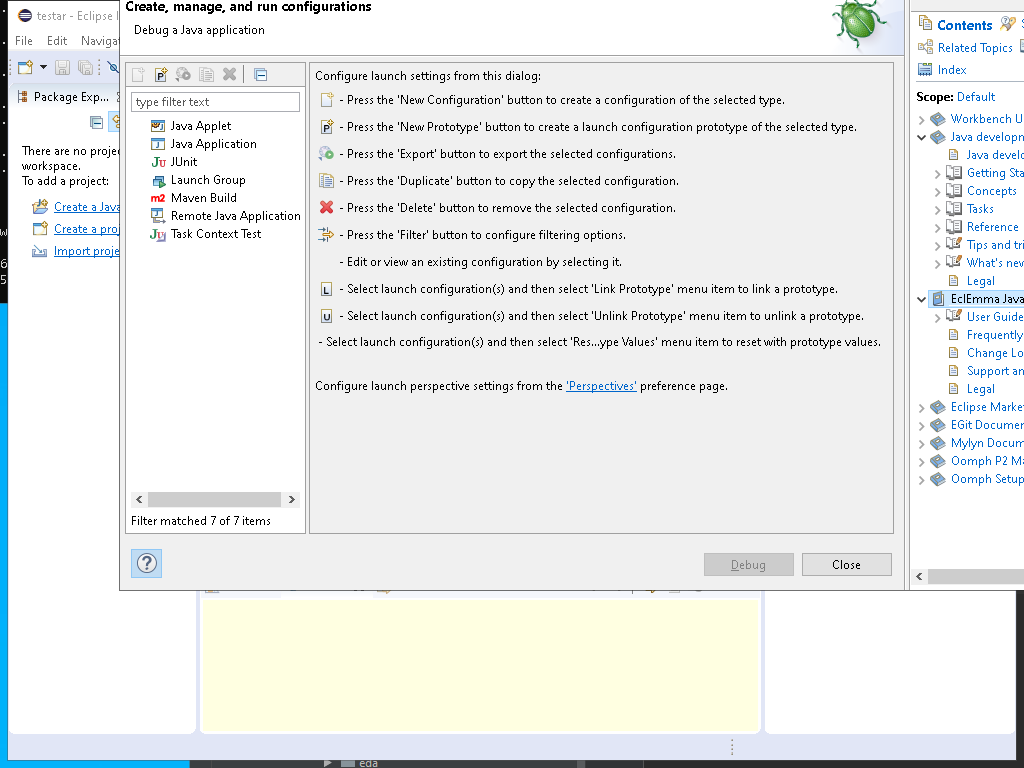 testar - Eclipse
File Edit
Package Exp...
There are no
workspace.
To add a project:
Create a Java
Create a
Import
Create, manage, and run configurations
Debug a Java application
type filter text
Java Applet
Java Application
JUnit
Launch Group
Maven Build
Remote Java Application
Task Context Test
Filter matched 7 of 7 items
Configure launch settings from this dialog:
- Press the 'New Configuration' button to create a configuration of the selected type.
- Press the 'New Prototype' button to create a launch configuration prototype of the selected type.
- Press the 'Export' button to export the selected configurations.
- Press the 'Duplicate' button to copy the selected configuration.
- Press the 'Delete' button to remove the selected configuration.
- Press the 'Filter' button to configure filtering options.
- Edit or view an existing configuration by selecting it.
- Select launch configuration(s) and then select 'Link Prototype' menu item to link a prototype.
- Select launch configuration(s) and then select 'Unlink Prototype' menu item to unlink a prototype.
- Select launch configuration(s) and then select 'Res...ype Values' menu item to reset with prototype values.
Configure launch perspective settings from the 'Perspectives' preference page.
Debug Close
Contents
Related Topics
Index
Scope: Default
Workbench U
Java developm
Java develo
Getting Sta
Concepts
Tasks
Reference
Tips and tri
What's new
Legal
EclEmma Java
User Guide
Frequently
Change Lo
Support an
Legal
Eclipse Marke
EGit Documen
Mylyn Docum
Oomph P2 Ma
Oomph Setup
eda